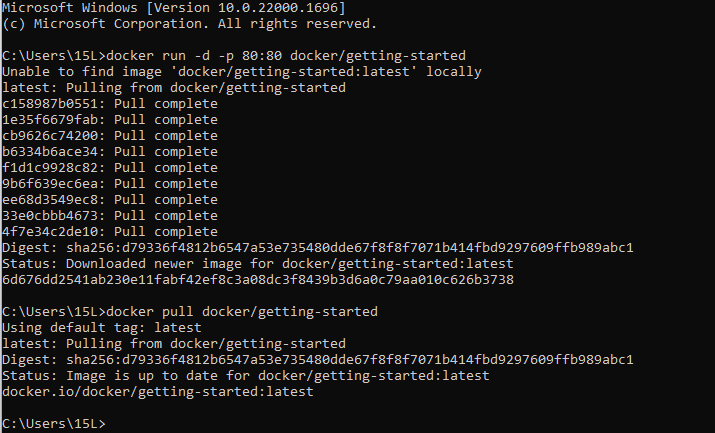 Microsoft Windows [Version 10.0.22000.1696]
(c) Microsoft Corporation. All rights reserved.
C:\Users\15L>docker run -d -p 80:80 docker/getting-started
Unable to find image 'docker/getting-started:latest' locally
latest: Pulling from docker/getting-started
c158987b0551: Pull complete
1e35f6679fab: Pull complete
cb9626c74200: Pull complete
b6334b6ace34: Pull complete
f1d1c9928c82: Pull complete
9b6f639ec6ea: Pull complete
ee68d3549ec8: Pull complete
33e0cbbb4673: Pull complete
4f7e34c2de10: Pull complete
Digest: sha256:d79336f4812b6547a53e735480dde67f8f8f7071b414fbd9297609ffb989abc1
Status: Downloaded newer image for docker/getting-started:latest
6d676dd2541ab230e11fabf42ef8c3a08dc3f8439b3d6a0c79aa010c626b3738
C:\Users\15L>docker pull docker/getting-started
Using default tag: latest
latest: Pulling from docker/getting-started
Digest: sha256:d79336f4812b6547a53e735480dde67f8f8f7071b414fbd9297609ffb989abc1
Status: Image is up to date for docker/getting-started:latest
docker.io/docker/getting-started:latest
C:\Users\15L>